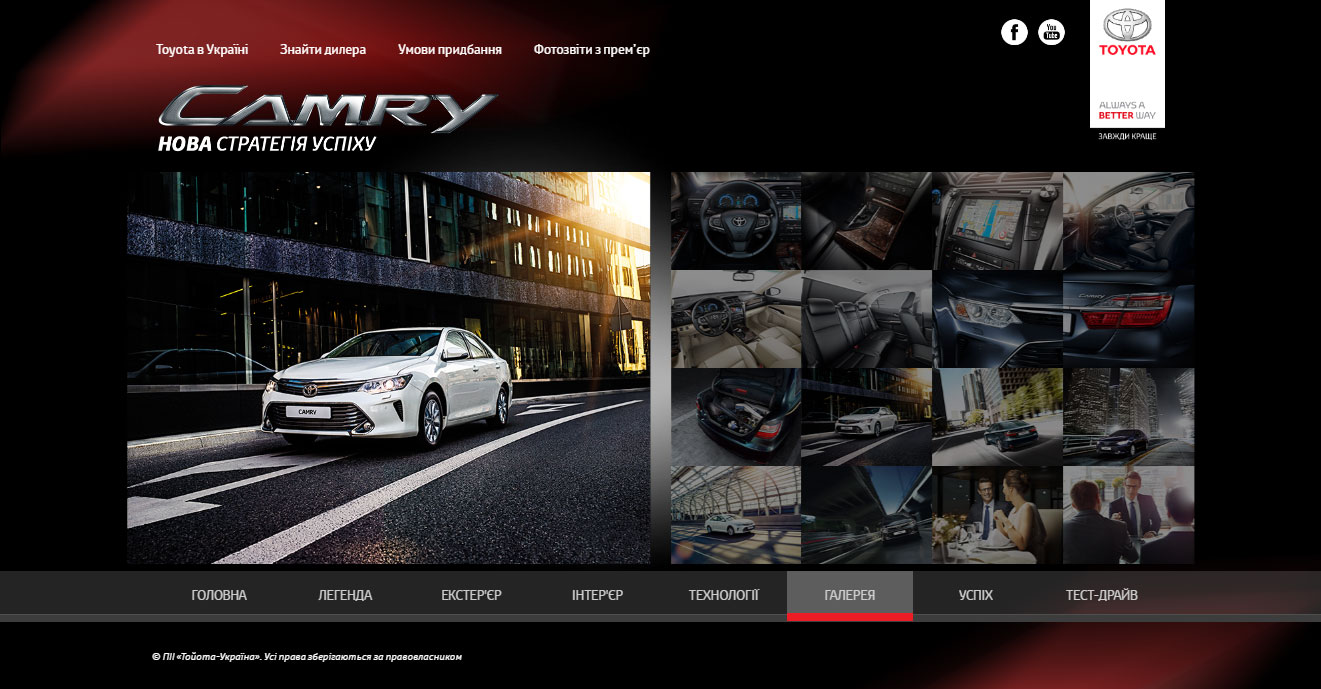 Toyota в Україні
Знайти дилера
Умови придбання
Фотозвіти з прем'єр
f
You
Tube
TOYOTA
ALWAYS A
BETTER WAY
ЗАВЖДИ КРАЩЕ
CAMRY
НОВА СТРАТЕГІЯ УСПІХУ
CAMRY
CAMRY
ГОЛОВНА
ЛЕГЕНДА
ЕКСТЕР'ЄР
ІНТЕР'ЄР
ТЕХНОЛОГІЇ
ГАЛЕРЕЯ
УСПІХ
ТЕСТ-ДРАЙВ
© ПІІ «Тойота-Україна». Усі права зберігаються за правовласником